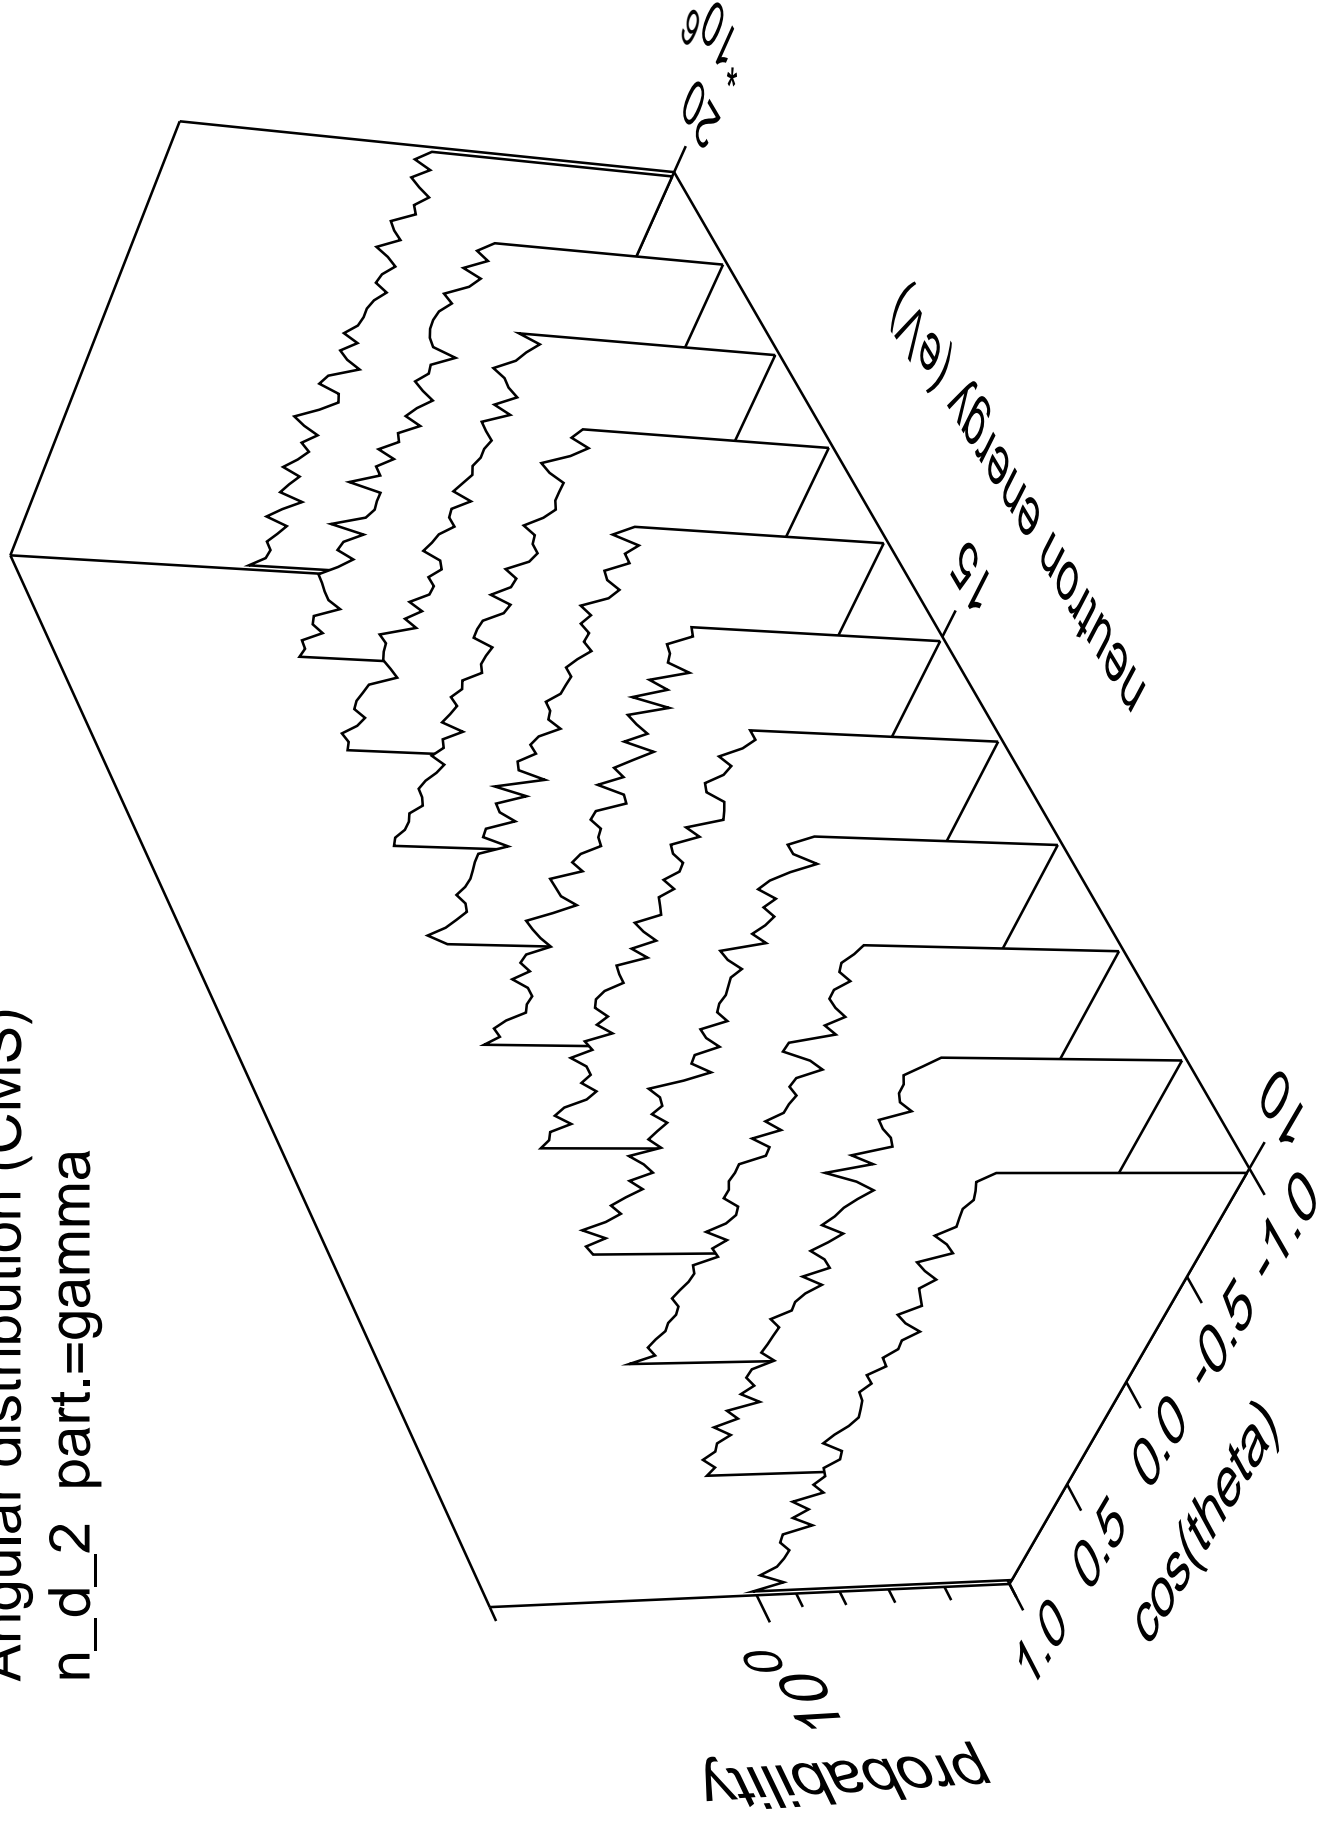 Angular distribution (CMS)
n_d_2 part.=gamma
probability
10^0
1.0 0.5 0.0 -0.5 -1.0
cos(theta)
10 15 20
*10^6
neutron energy (eV)